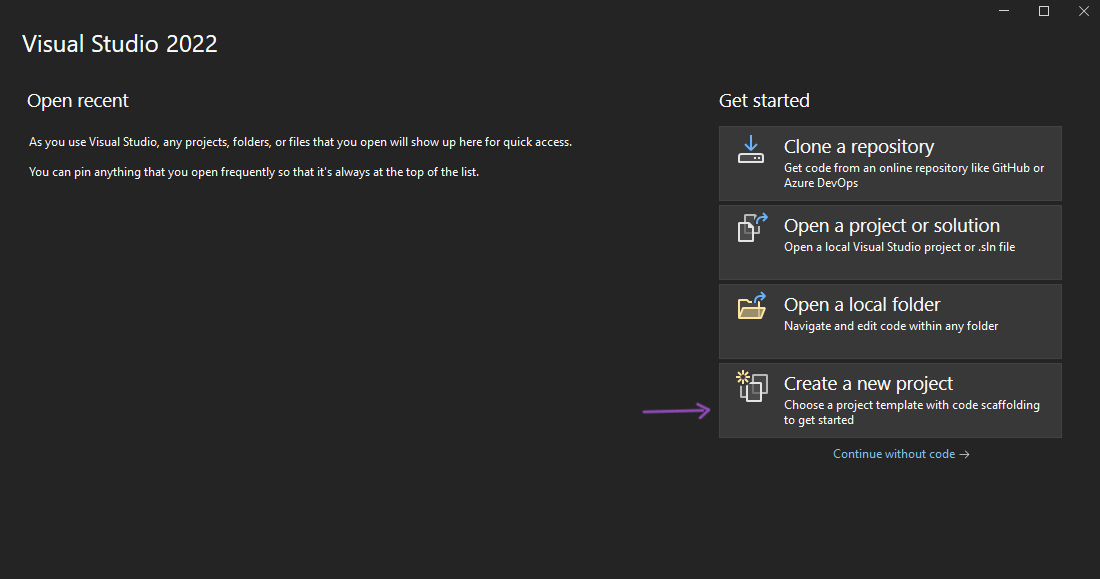 Visual Studio 2022
Open recent
As you use Visual Studio, any projects, folders, or files that you open will show up here for quick access.
You can pin anything that you open frequently so that it's always at the top of the list.
Get started
Clone a repository
Get code from an online repository like GitHub or
Azure DevOps
Open a project or solution
Open a local Visual Studio project or .sln file
Open a local folder
Navigate and edit code within any folder
Create a new project
Choose a project template with code scaffolding
to get started
Continue without code →